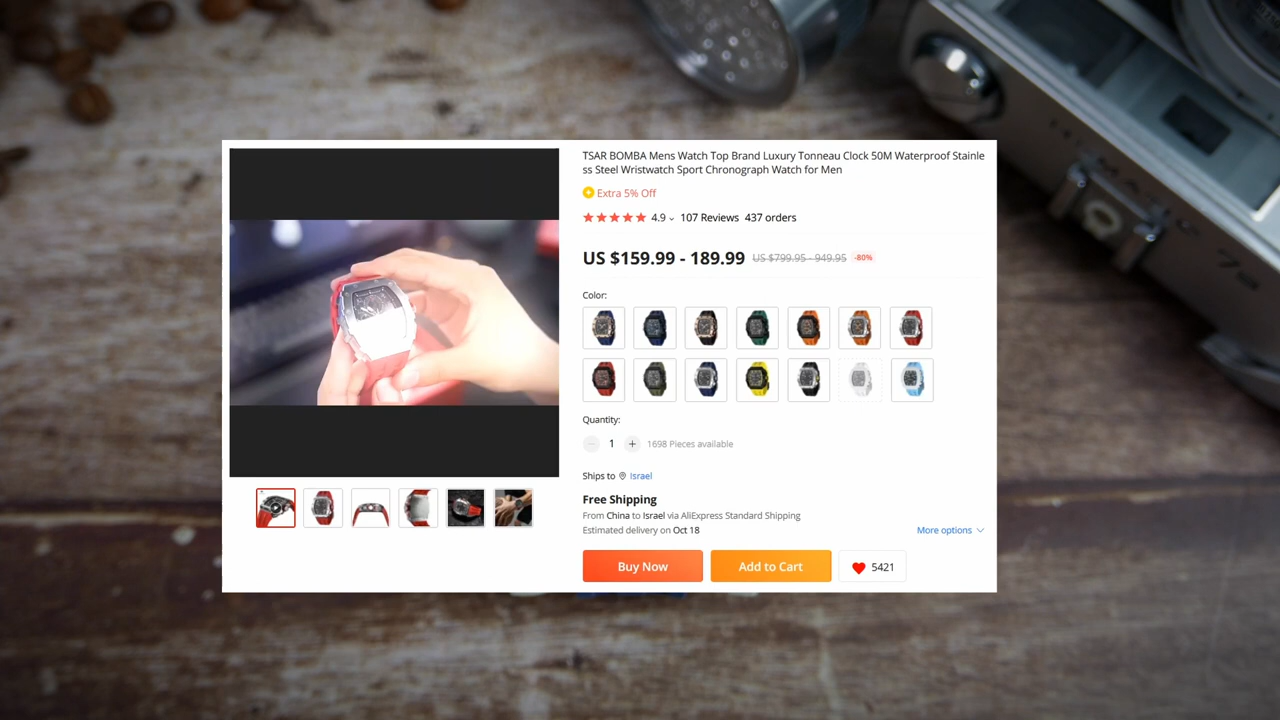 TSAR BOMBA Mens Watch Top Brand Luxury Tonneau Clock 50M Waterproof Stainle
ss Steel Wristwatch Sport Chronograph Watch for Men
Extra 5% Off
4.9 107 Reviews 437 orders
US $159.99 - 189.99 US $799.95 - 949.95 -80%
Color:
Quantity:
1 1698 Pieces available
Ships to Israel
Free Shipping
From China to Israel via AliExpress Standard Shipping
Estimated delivery on Oct 18
More options
Buy Now
Add to Cart
5421